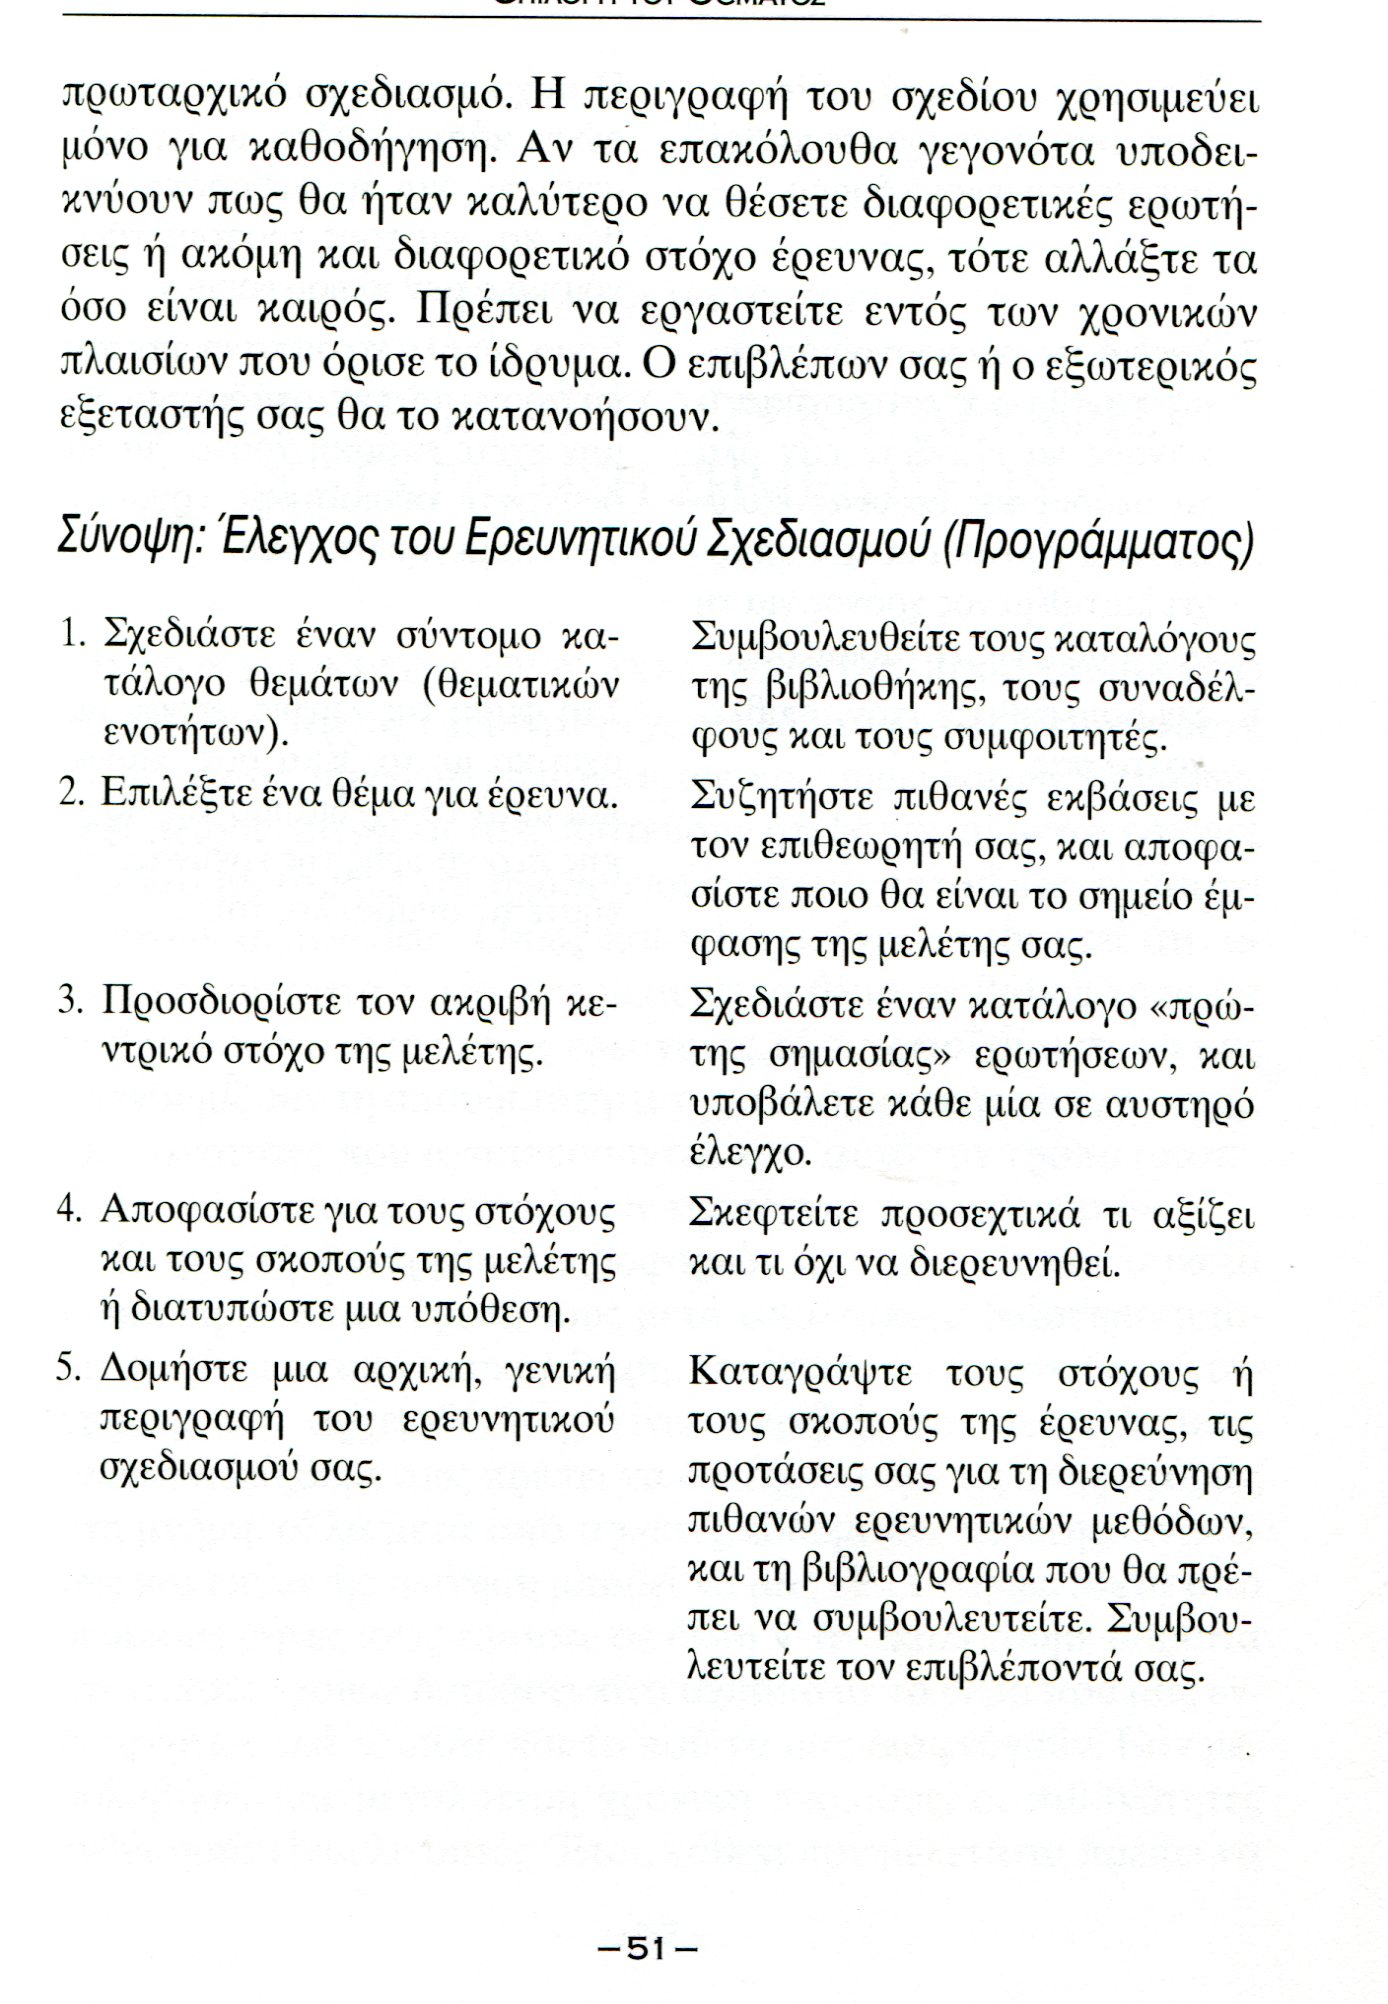 πρωταρχικό σχεδιασμό. Η περιγραφή του σχεδίου χρησιμεύει
μόνο για καθοδήγηση. Αν τα επακόλουθα γεγονότα υποδει-
κνύουν πως θα ήταν καλύτερο να θέσετε διαφορετικές ερωτή-
σεις ή ακόμη και διαφορετικό στόχο έρευνας, τότε αλλάξτε τα
όσο είναι καιρός. Πρέπει να εργαστείτε εντός των χρονικών
πλαισίων που όρισε το ίδρυμα. Ο επιβλέπων σας ή ο εξωτερικός
εξεταστής σας θα το κατανοήσουν.
Σύνοψη: Έλεγχος του Ερευνητικού Σχεδιασμού (Προγράμματος)
1. Σχεδιάστε έναν σύντομο κα-
τάλογο θεμάτων (θεματικών
ενοτήτων).
Συμβουλευθείτε τους καταλόγους
της βιβλιοθήκης, τους συναδέλ-
φους και τους συμφοιτητές.
2. Επιλέξτε ένα θέμα για έρευνα.
Συζητήστε πιθανές εκβάσεις με
τον επιθεωρητή σας, και αποφα-
σίστε ποιο θα είναι το σημείο έμ-
φασης της μελέτης σας.
3. Προσδιορίστε τον ακριβή κε-
ντρικό στόχο της μελέτης.
Σχεδιάστε έναν κατάλογο «πρώ-
της σημασίας» ερωτήσεων, και
υποβάλετε κάθε μία σε αυστηρό
έλεγχο.
4. Αποφασίστε για τους στόχους
και τους σκοπούς της μελέτης
ή διατυπώστε μια υπόθεση.
Σκεφτείτε προσεχτικά τι αξίζει
και τι όχι να διερευνηθεί.
5. Δομήστε μια αρχική, γενική
περιγραφή του ερευνητικού
σχεδιασμού σας.
Καταγράψτε τους στόχους ή
τους σκοπούς της έρευνας, τις
προτάσεις σας για τη διερεύνηση
πιθανών ερευνητικών μεθόδων,
και τη βιβλιογραφία που θα πρέ-
πει να συμβουλευτείτε. Συμβου-
λευτείτε τον επιβλέποντά σας.
–51–